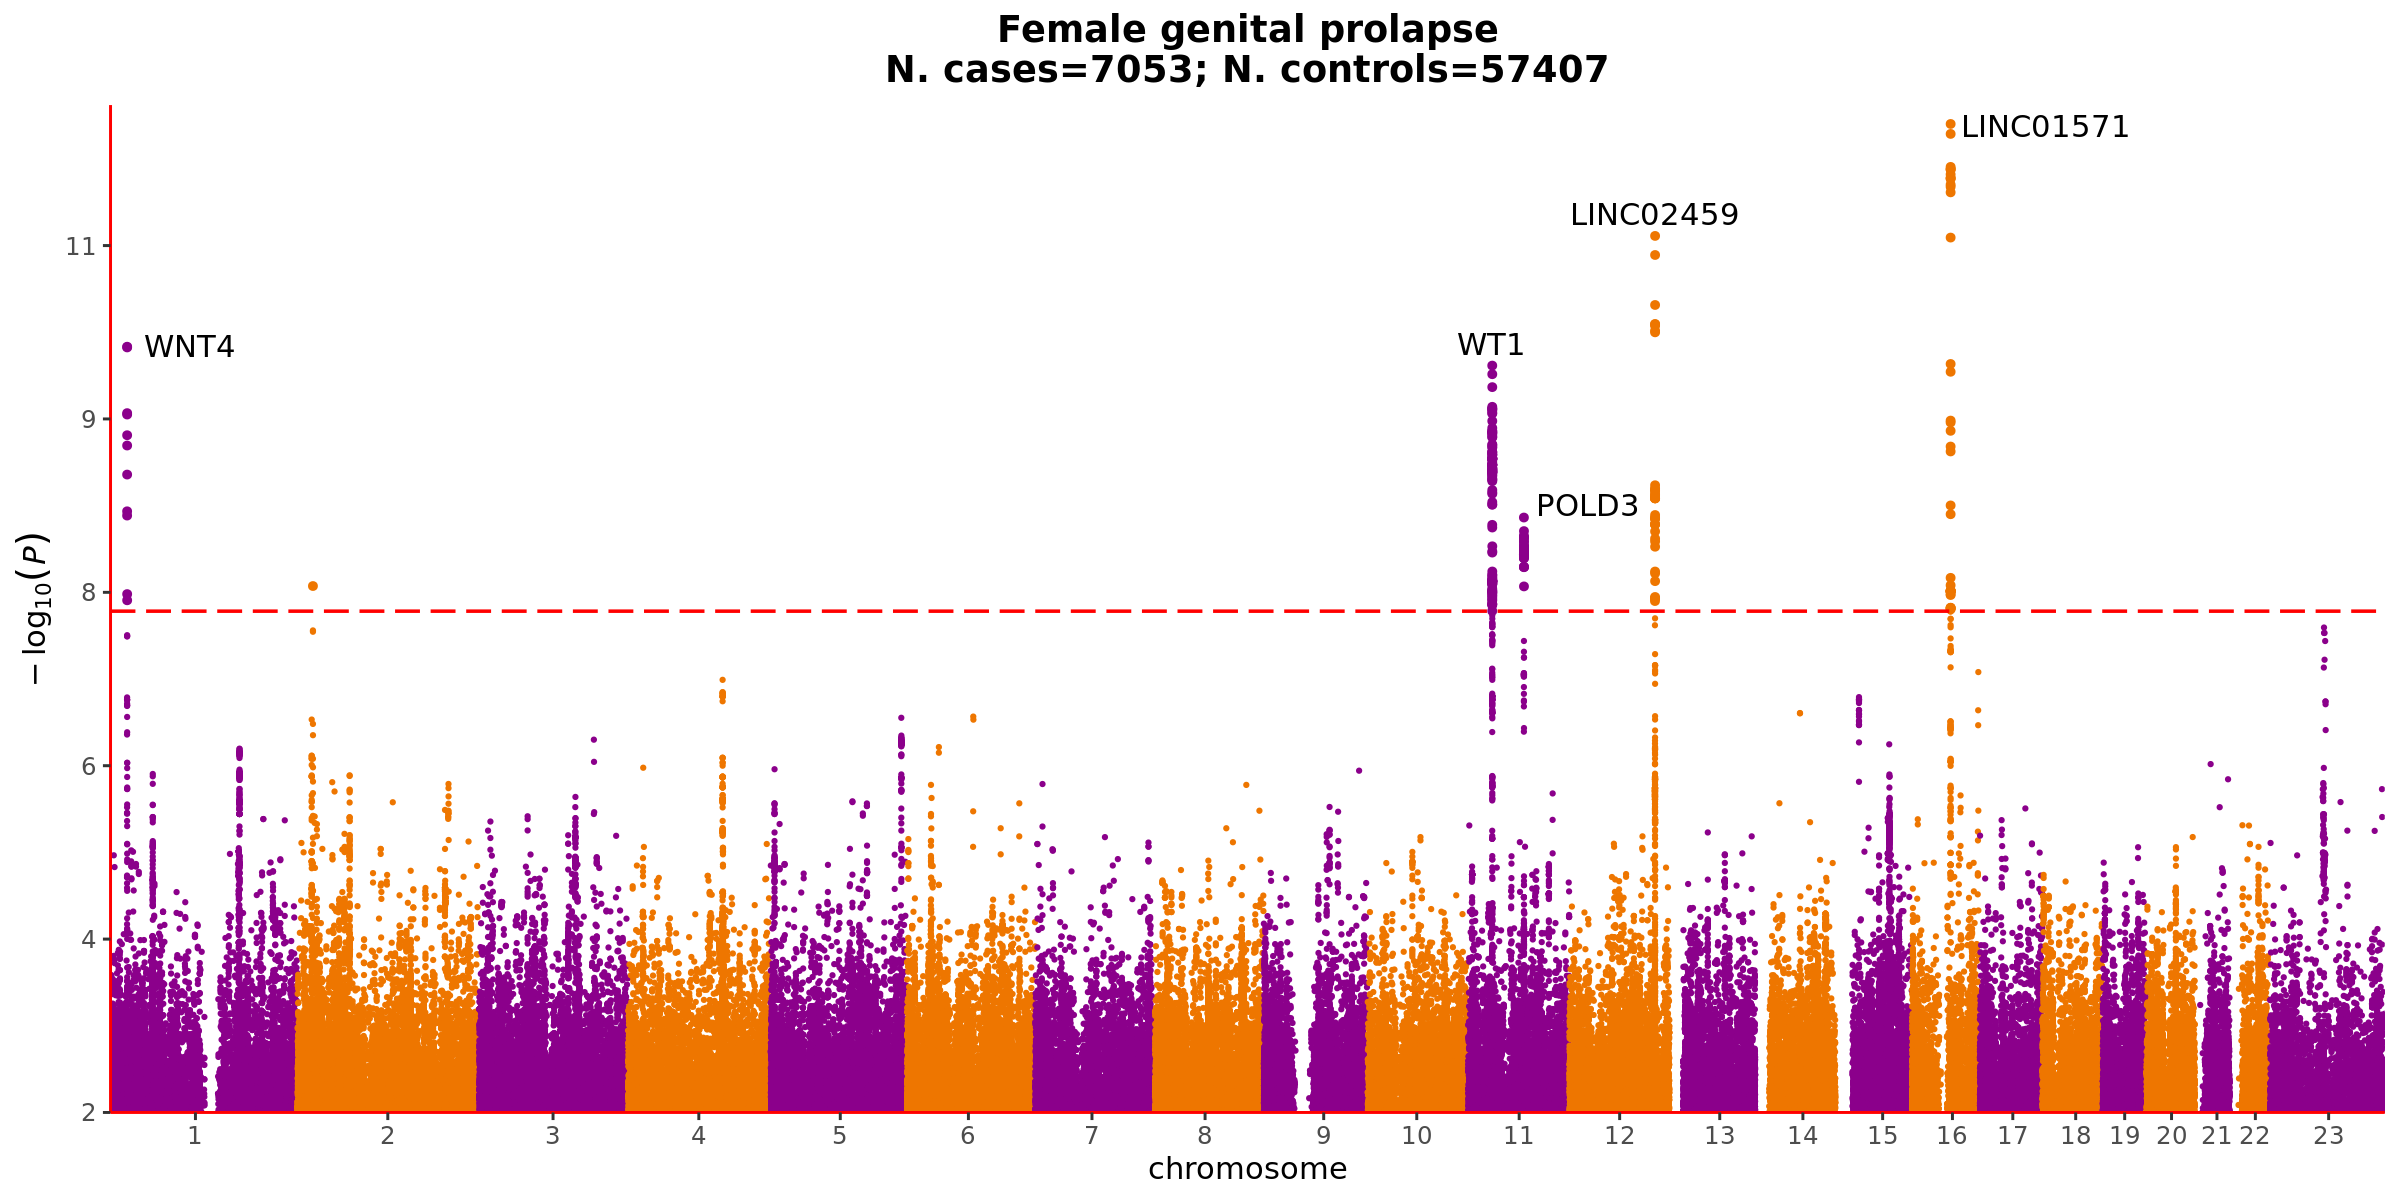 Female genital prolapse
N. cases=7053; N. controls=57407
LINC01571
LINC02459
11
WNT4
WT1
9
POLD3
8
6
4
2
−log10(P)
1 2 3 4 5 6 7 8 9 10 11 12 13 14 15 16 17 18 19 20 21 22 23
chromosome